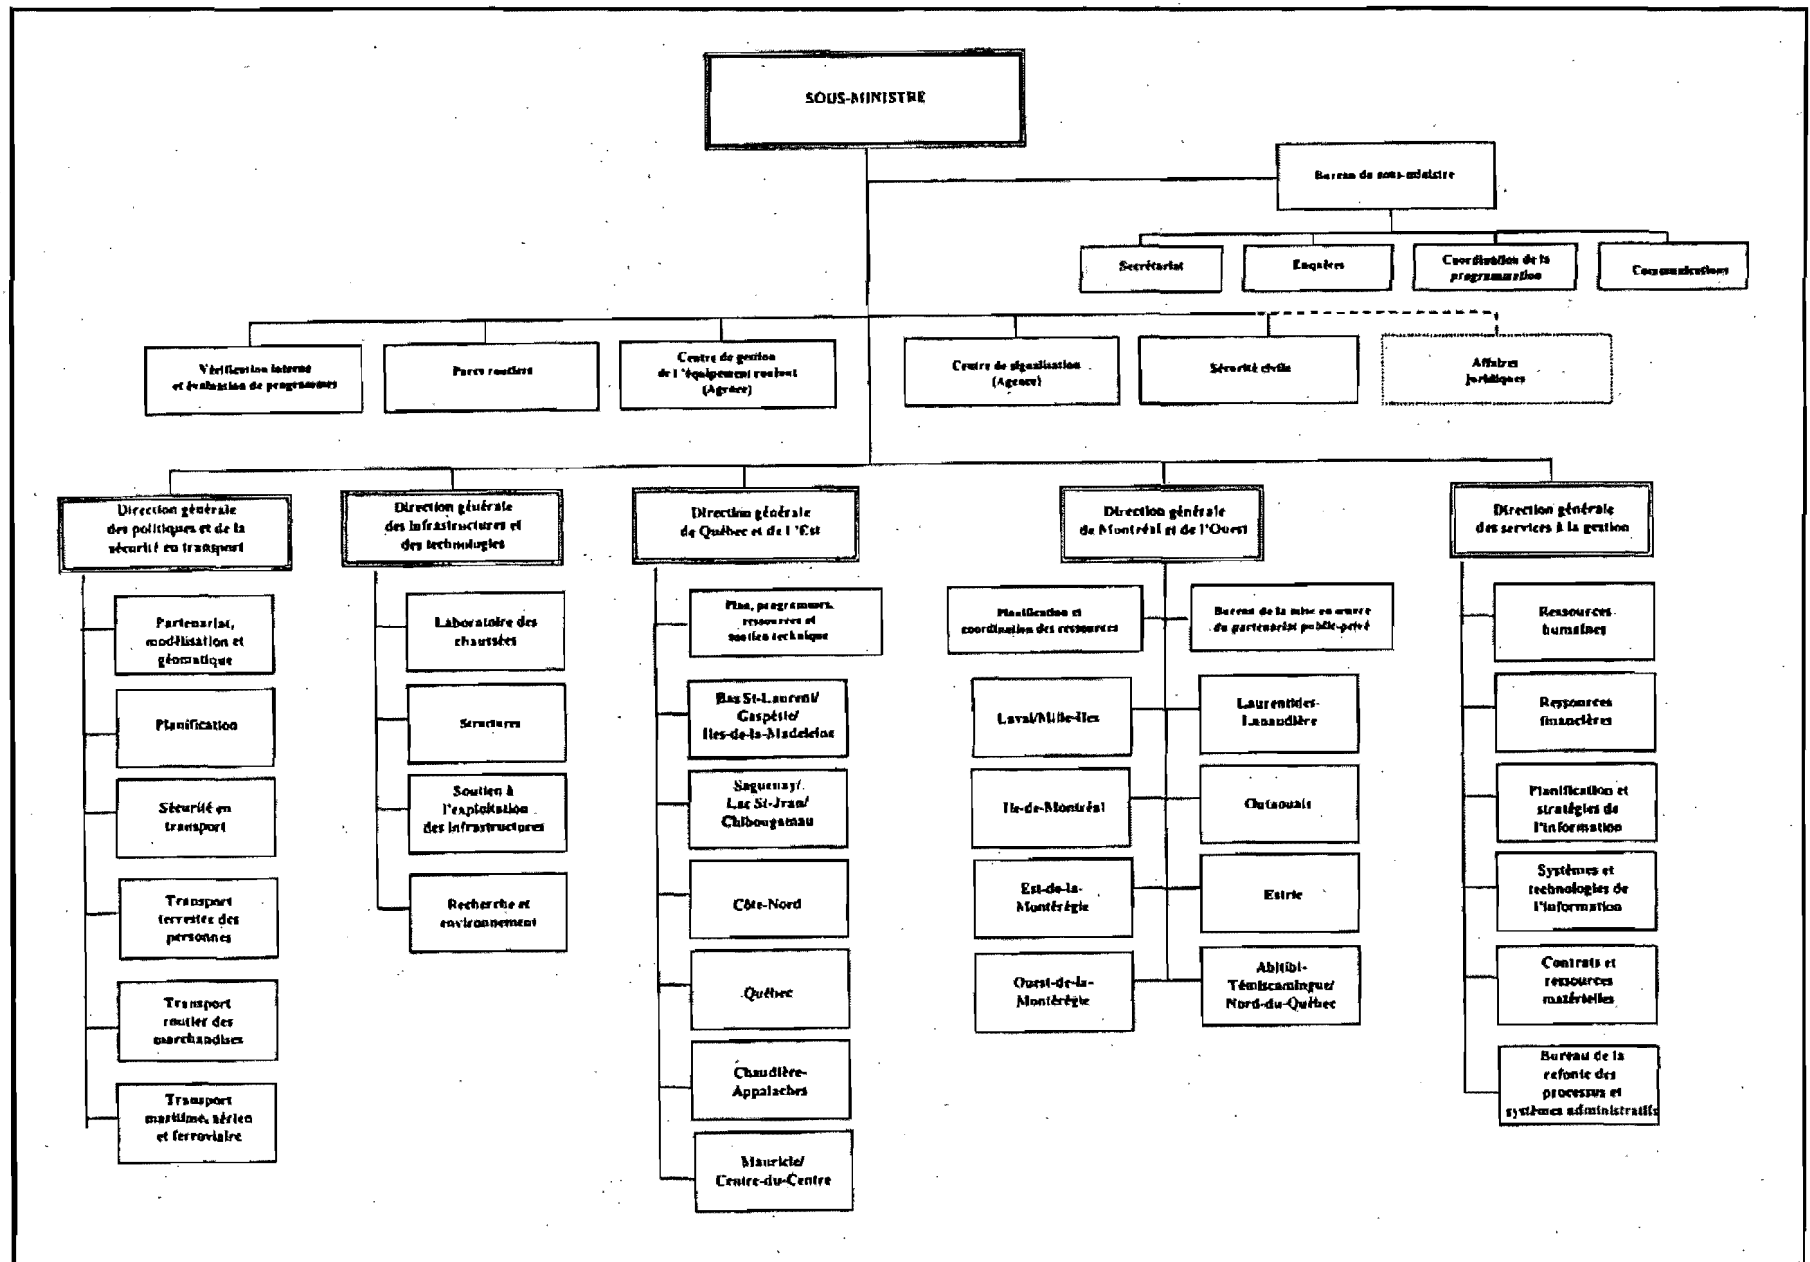 SOUS-MINISTRE
Bureau du sous-ministre
Secrétariat
Enquêtes
Coordination de la
programmation
Communications
Vérification interne
et évaluation de programmes
Parcs routiers
Centre de gestion
de l'équipement roulant
(Agence)
Centre de signalisation
(Agence)
Sécurité civile
Affaires
juridiques
Direction générale
des politiques et de la
sécurité en transport
Direction générale
des infrastructures et
des technologies
Direction générale
de Québec et de l'Est
Direction générale
de Montréal et de l'Ouest
Direction générale
des services à la gestion
Partenariat,
modélisation et
géomatique
Planification
Sécurité en
transport
Transport
terrestre des
personnes
Transport
routier des
marchandises
Transport
maritime, aérien
et ferroviaire
Laboratoire des
chaussées
Structures
Soutien à
l'exploitation
des infrastructures
Recherche et
environnement
Plan, programmes,
ressources et
soutien technique
Bas St-Laurent/
Gaspésie/
Iles-de-la-Madeleine
Saguenay/
Lac St-Jean/
Chibougamau
Côte-Nord
Québec
Chaudière-
Appalaches
Mauricie/
Centre-du-Centre
Planification et
coordination des ressources
Bureau de la mise en œuvre
du partenariat public-privé
Laval/Mille-Iles
Laurentides-
Lanaudière
Ile-de-Montréal
Outaouais
Est-de-la-
Montérégie
Estrie
Ouest-de-la-
Montérégie
Abitibi-
Témiscamingue/
Nord-du-Québec
Ressources
humaines
Ressources
financières
Planification et
stratégies de
l'information
Systèmes et
technologies de
l'information
Contrats et
ressources
matérielles
Bureau de la
refonte des
processus et
systèmes administratifs